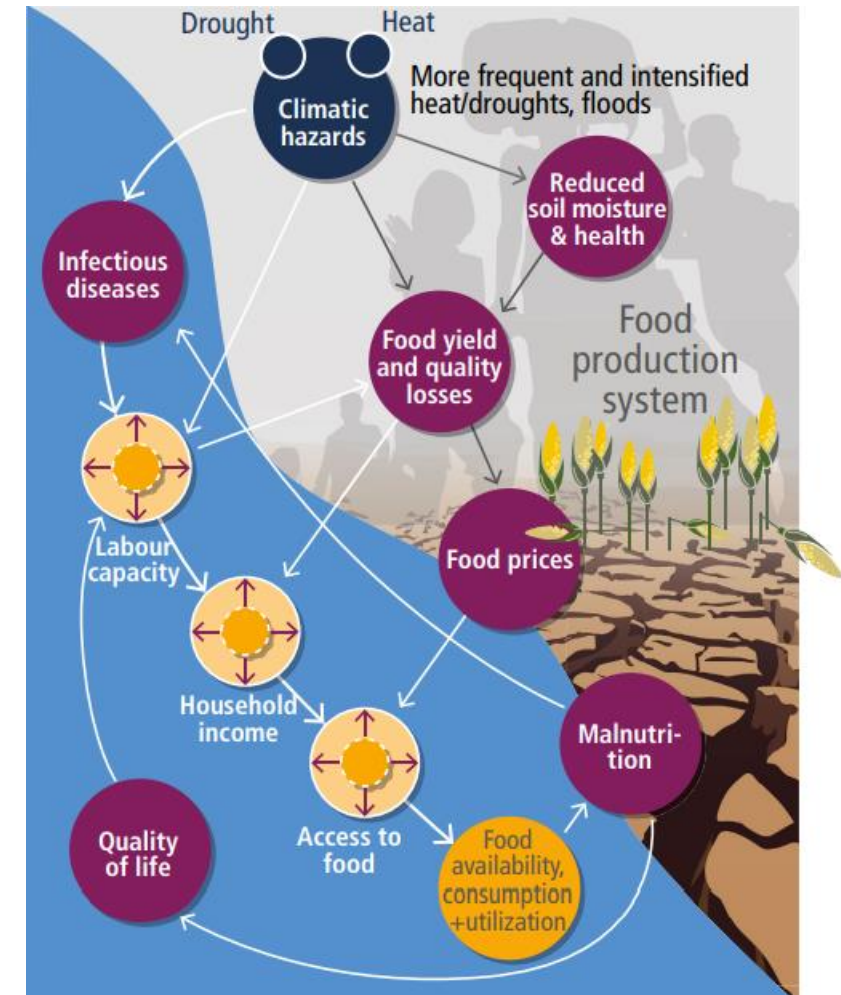 Drought
Heat
Climatic
hazards
More frequent and intensified
heat/droughts, floods
Reduced
soil moisture
& health
Infectious
diseases
Food yield
and quality
losses
Food
production
system
Labour
capacity
Food prices
Household
income
Malnutri-
tion
Access to
food
Quality
of life
Food
availability,
consumption
+utilization